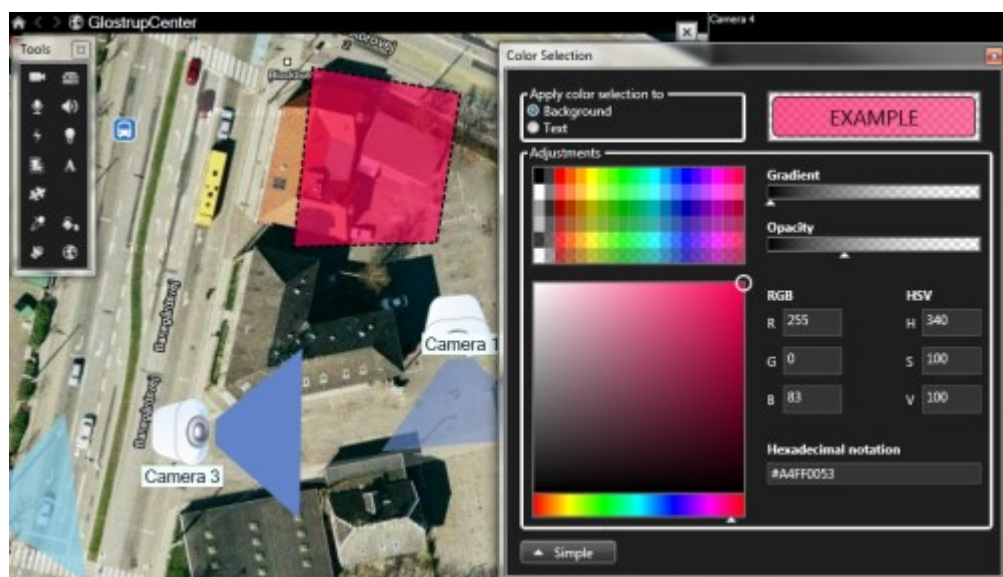 GlostrupCenter
Camera 4
Tools
A
Camera 1
Camera 3
Color Selection
Apply color selection to
Background
Text
EXAMPLE
Adjustments
Gradient
Opacity
RGB
HSV
R 255
H 340
G 0
S 100
B 83
V 100
Hexadecimal notation
#A4FF0053
Simple